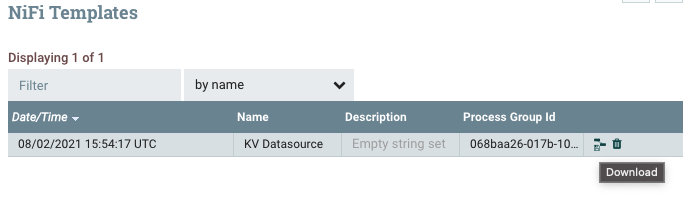 NiFi Templates
Displaying 1 of 1
Filter
by name
Date/Time Name Description Process Group Id
08/02/2021 15:54:17 UTC KV Datasource Empty string set 068baa26-017b-10...
Download